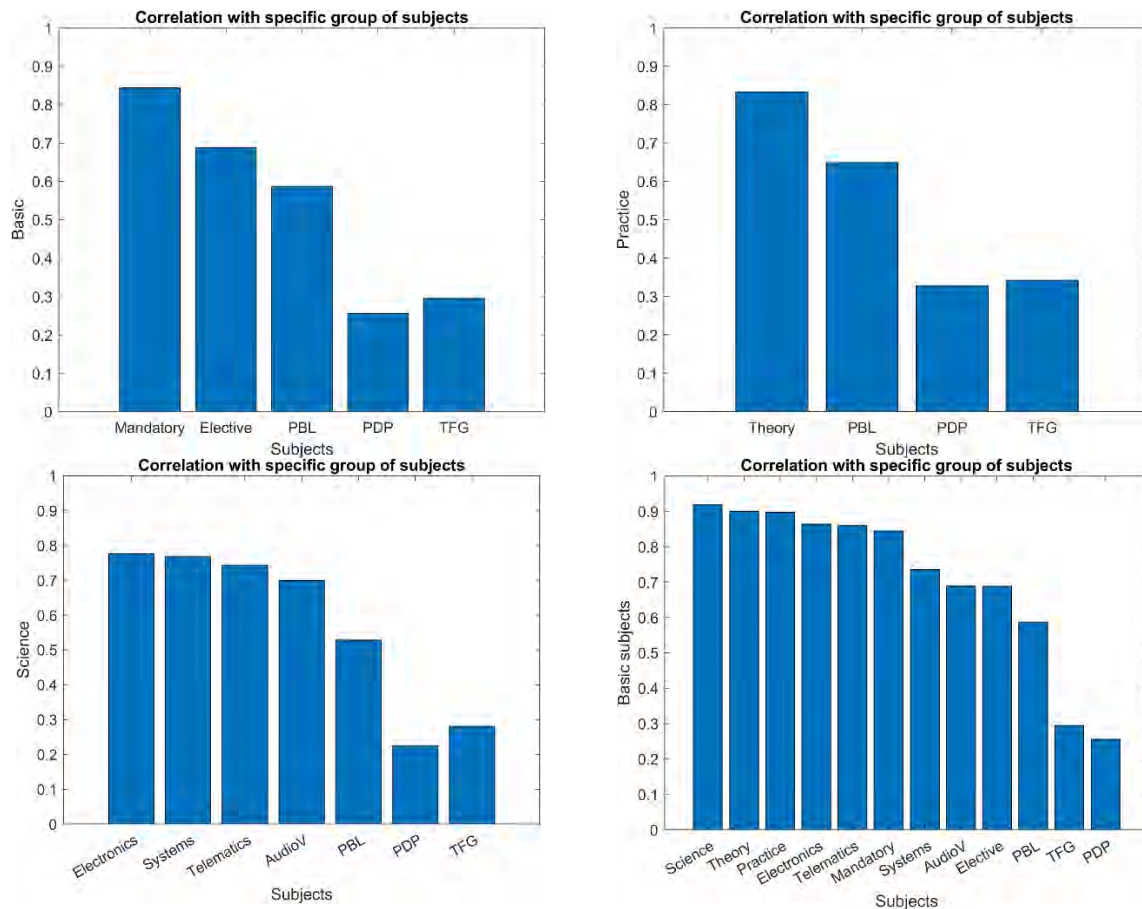 Correlation with specific group of subjects
1
0.9
0.8
0.7
0.6
0.5
0.4
0.3
0.2
0.1
0
Basic
Mandatory Elective PBL PDP TFG
Subjects
Correlation with specific group of subjects
1
0.9
0.8
0.7
0.6
0.5
0.4
0.3
0.2
0.1
0
Practice
Theory PBL PDP TFG
Subjects
Correlation with specific group of subjects
1
0.9
0.8
0.7
0.6
0.5
0.4
0.3
0.2
0.1
0
Science
Electronics Systems Telematics AudioV PBL PDP TFG
Subjects
Correlation with specific group of subjects
1
0.9
0.8
0.7
0.6
0.5
0.4
0.3
0.2
0.1
0
Basic subjects
Science Theory Practice Electronics Telematics Mandatory Systems AudioV Elective PBL TFG PDP
Subjects